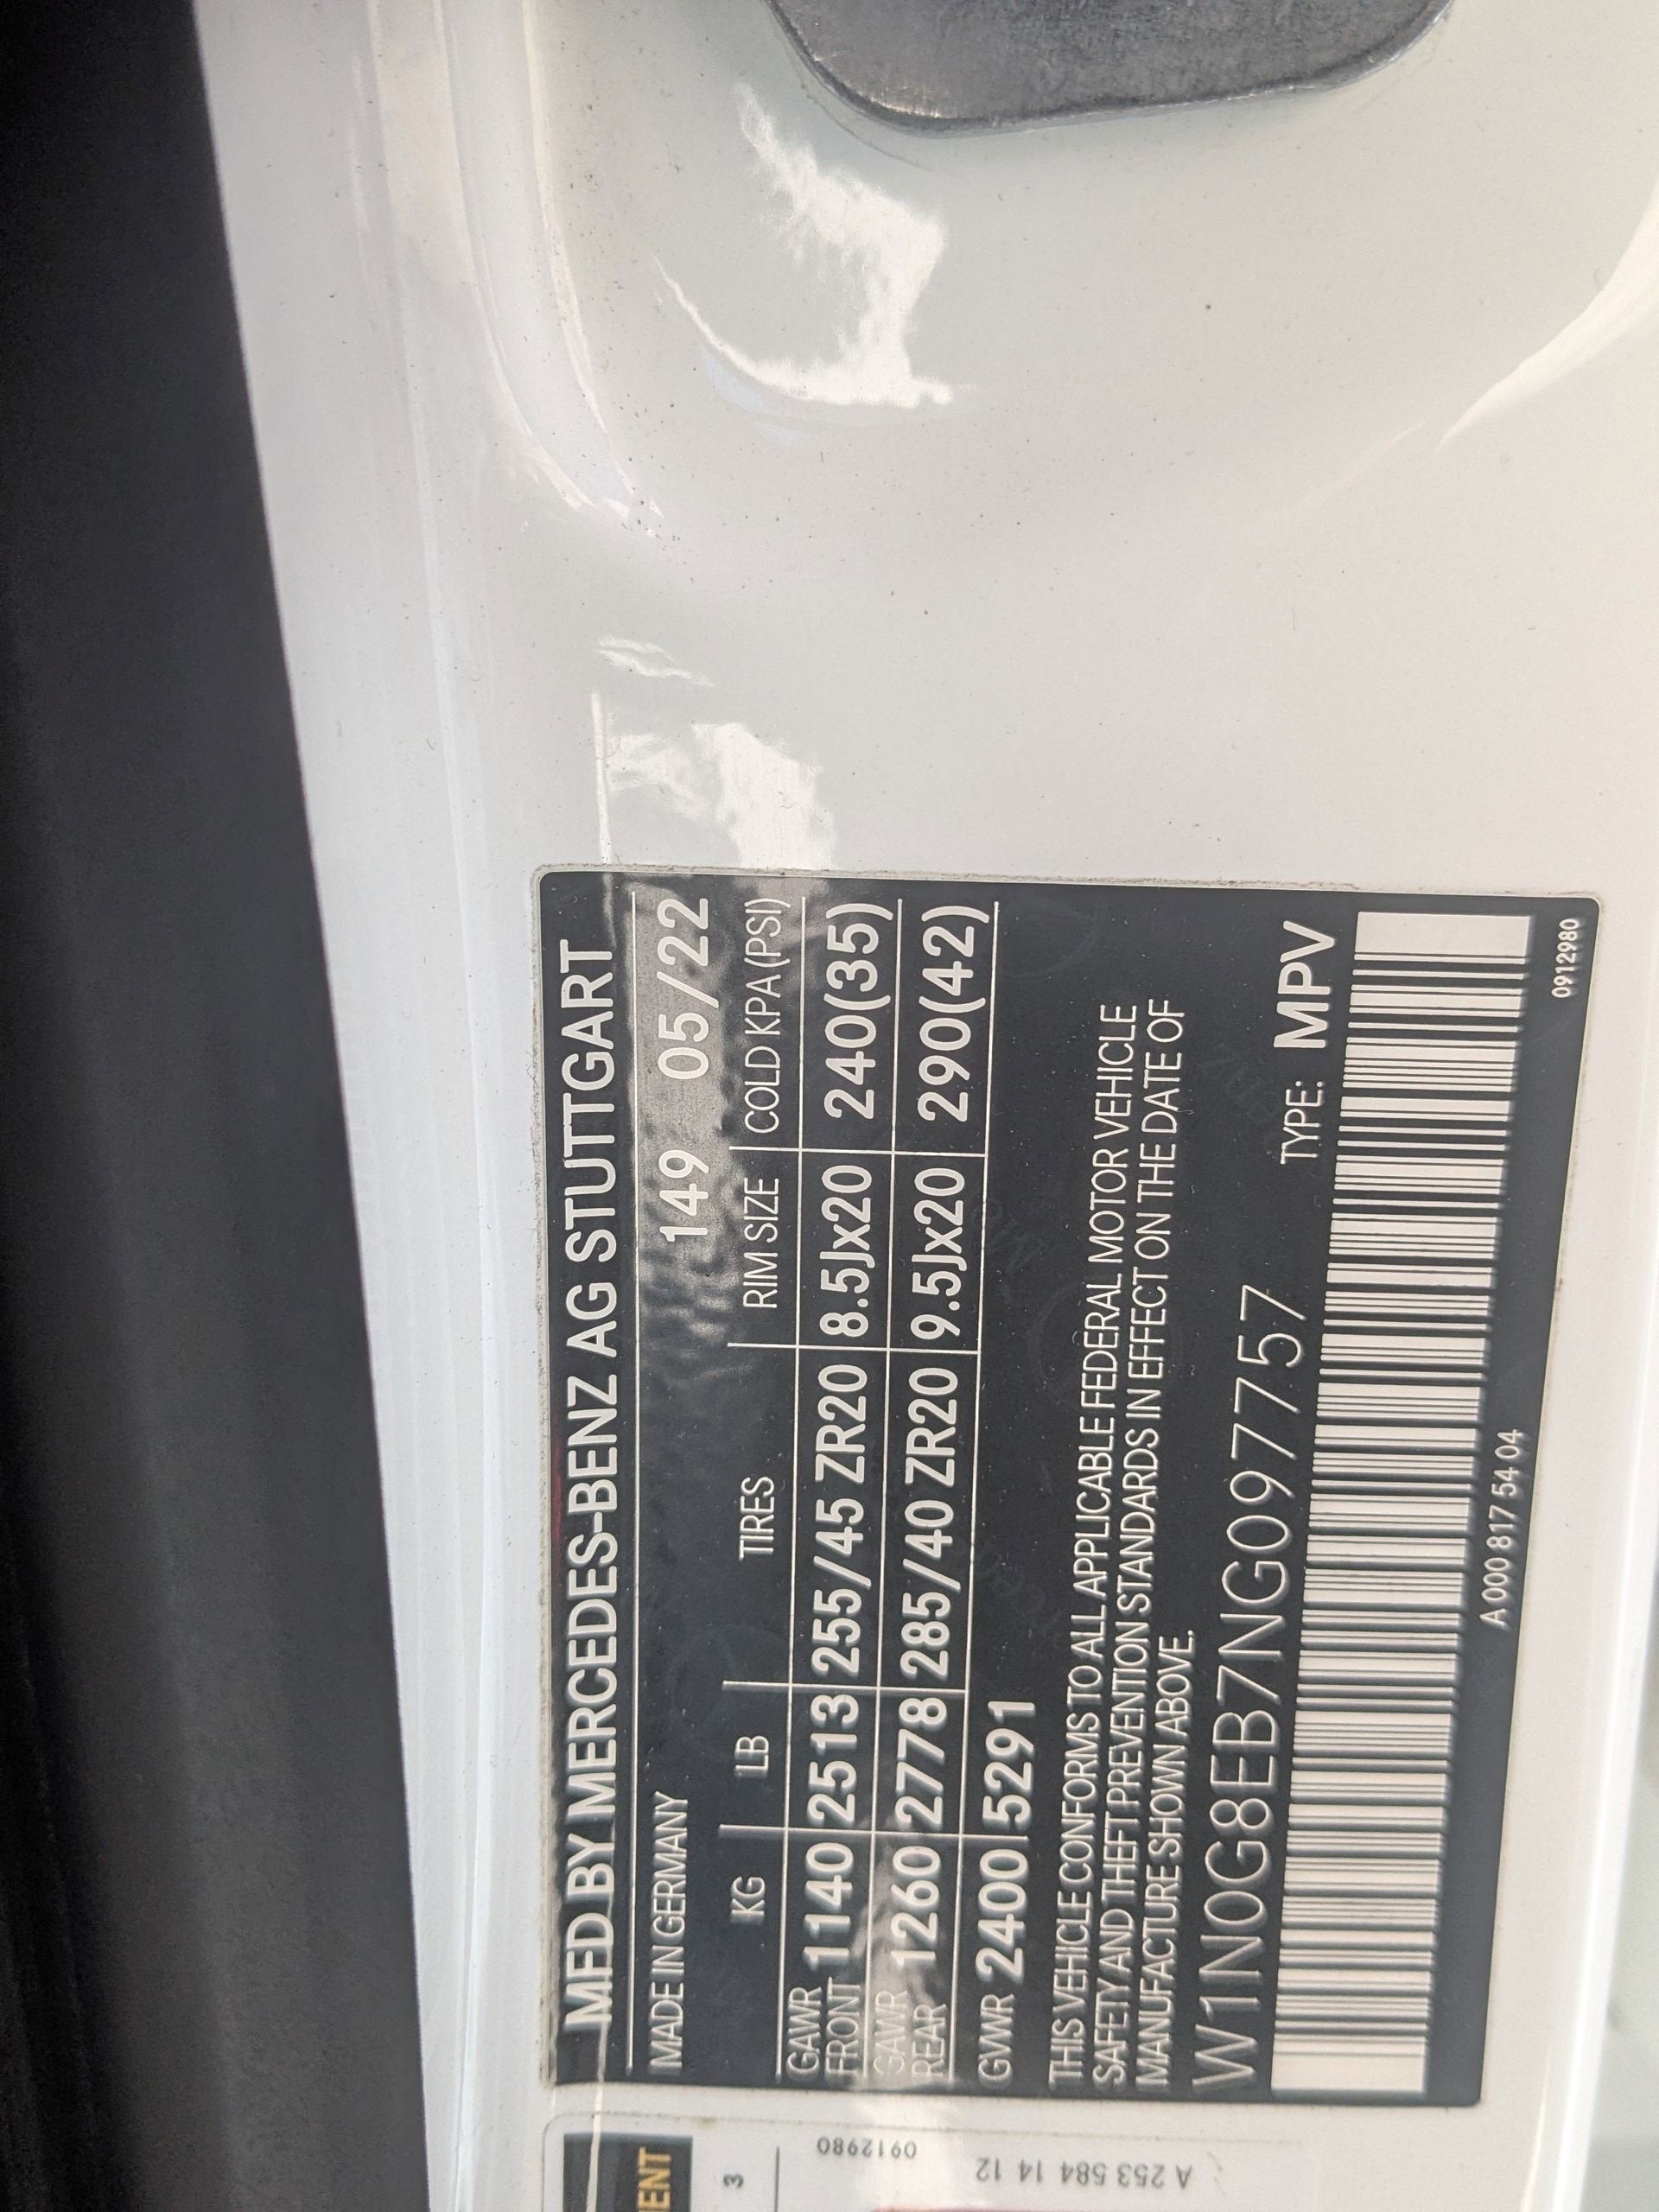 MFD BY MERCEDES-BENZ AG STUTTGART
MADE IN GERMANY 149 05/22
KG LB TIRES RIM SIZE COLD KPA(PSI)
GAWR FRONT 1140 2513 255/45 ZR20 8.5Jx20 240(35)
GAWR REAR 1260 2778 285/40 ZR20 9.5Jx20 290(42)
GVWR 2400 5291
THIS VEHICLE CONFORMS TO ALL APPLICABLE FEDERAL MOTOR VEHICLE
SAFETY AND THEFT PREVENTION STANDARDS IN EFFECT ON THE DATE OF
MANUFACTURE SHOWN ABOVE.
W1N0G8EB7NG097757 TYPE: MPV
A 000 817 54 04
0912980
3
0912980
A 253 584 14 12